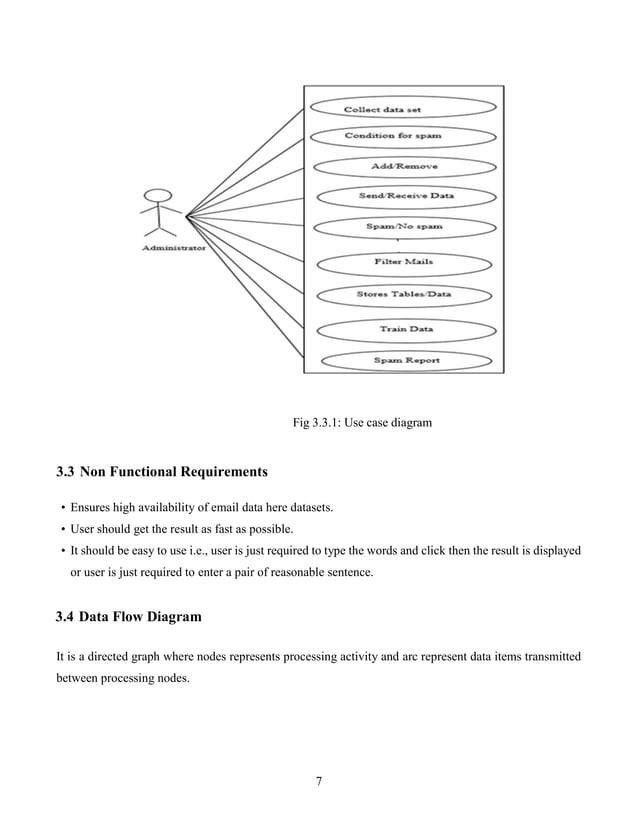 Collect data set
Condition for spam
Add/Remove
Send/Receive Data
Spam/No spam
Administrator
Filter Mails
Stores Tables/Data
Train Data
Spam Report
Fig 3.3.1: Use case diagram
3.3 Non Functional Requirements
• Ensures high availability of email data here datasets.
• User should get the result as fast as possible.
• It should be easy to use i.e., user is just required to type the words and click then the result is displayed
or user is just required to enter a pair of reasonable sentence.
3.4 Data Flow Diagram
It is a directed graph where nodes represents processing activity and arc represent data items transmitted
between processing nodes.
7